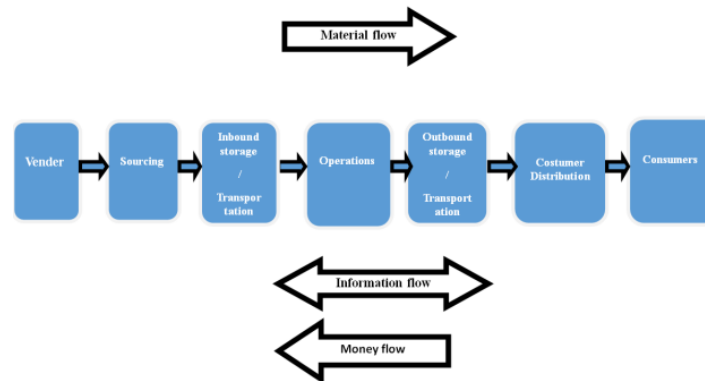 Material flow
Vender
Sourcing
Inbound
storage
/
Transpor
tation
Operations
Outbound
storage
/
Transport
ation
Costumer
Distribution
Consumers
Information flow
Money flow